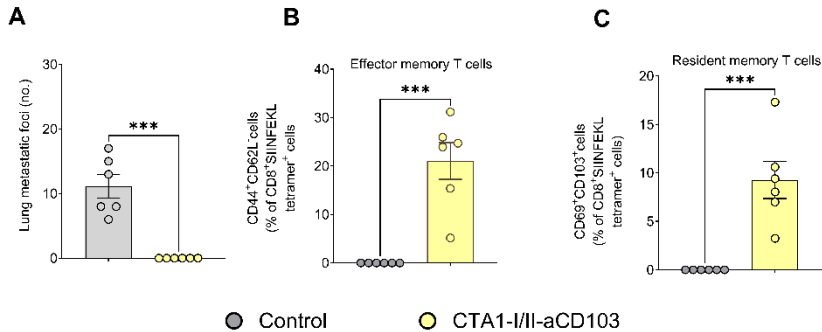 A
Lung metastatic foci (no.)
30
20
10
0
***
B
Effector memory T cells
CD44⁺CD62L⁻cells
(% of CD8⁺SIINFEKL
tetramer⁺ cells
40
30
20
10
0
***
C
Resident memory T cells
CD69⁺CD103⁺cells
(% of CD8⁺SIINFEKL
tetramer⁺ cells)
20
15
10
5
0
***
Control
CTA1-I/II-aCD103